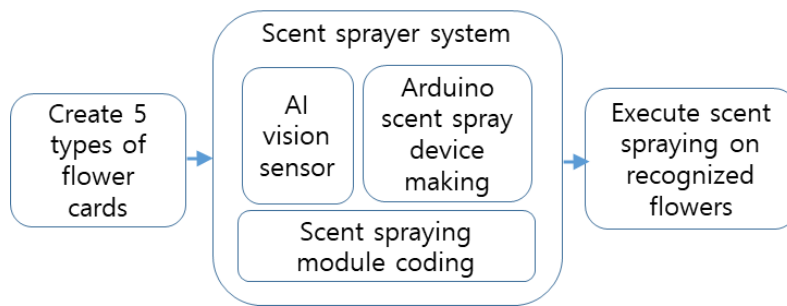 Create 5
types of
flower
cards
Scent sprayer system
AI
vision
sensor
Arduino
scent spray
device
making
Scent spraying
module coding
Execute scent
spraying on
recognized
flowers